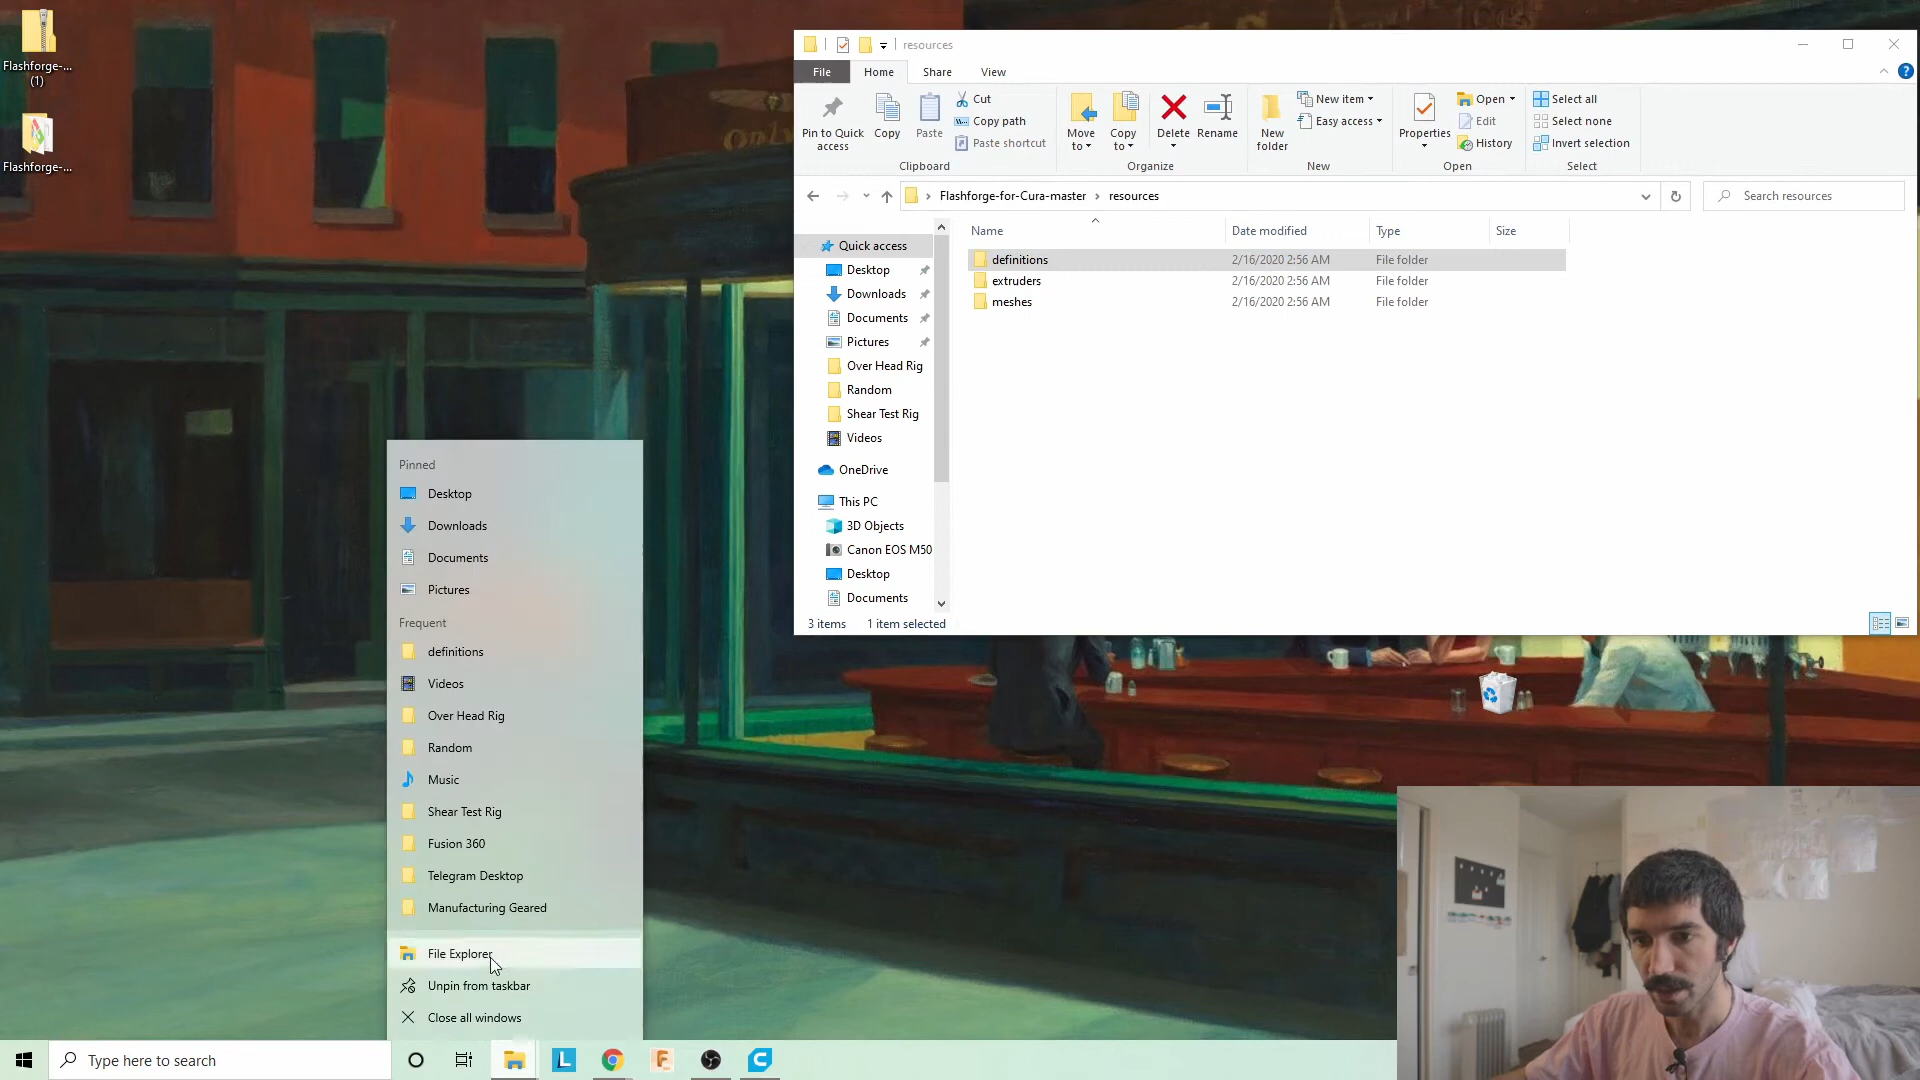 Flashforge-...
(1)
Flashforge-...
resources
File
Home
Share
View
Pin to Quick
access
Copy
Paste
Cut
Copy path
Paste shortcut
Clipboard
Move
to
Copy
to
Delete
Rename
Organize
New
folder
New item
Easy access
New
Properties
Open
Edit
History
Open
Select all
Select none
Invert selection
Select
Flashforge-for-Cura-master
resources
Search resources
Name
Date modified
Type
Size
definitions 2/16/2020 2:56 AM File folder
extruders 2/16/2020 2:56 AM File folder
meshes 2/16/2020 2:56 AM File folder
Quick access
Desktop
Downloads
Documents
Pictures
Over Head Rig
Random
Shear Test Rig
Videos
OneDrive
This PC
3D Objects
Canon EOS M50
Desktop
Documents
3 items 1 item selected
Pinned
Desktop
Downloads
Documents
Pictures
Frequent
definitions
Videos
Over Head Rig
Random
Music
Shear Test Rig
Fusion 360
Telegram Desktop
Manufacturing Geared
File Explorer
Unpin from taskbar
Close all windows
Type here to search